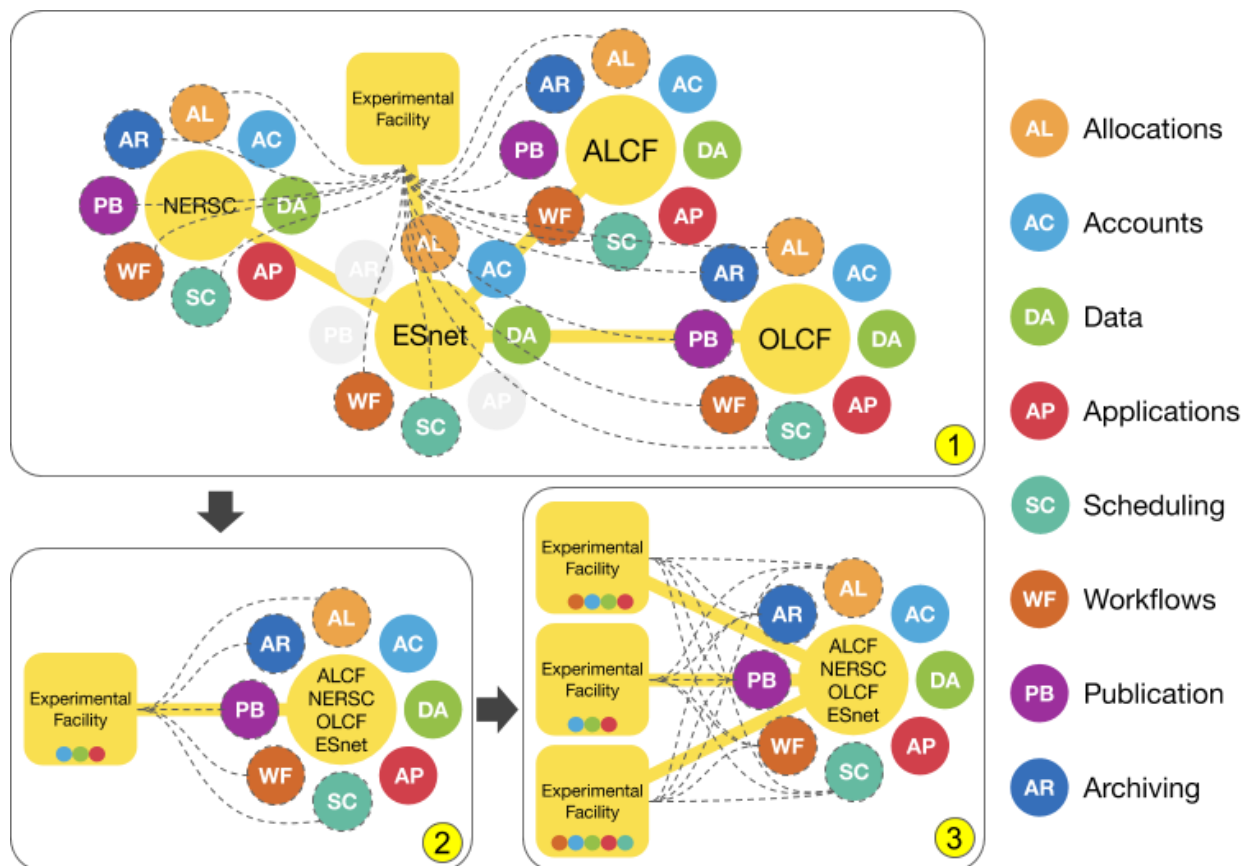 Experimental
Facility
AL
AC
AR
DA
PB
AP
WF
SC
ALCF
AL
AC
AR
DA
PB
AP
WF
SC
NERSC
AL
AC
AR
DA
PB
AP
WF
SC
ESnet
AL
AC
AR
DA
PB
AP
WF
SC
OLCF
1
AL Allocations
AC Accounts
DA Data
AP Applications
SC Scheduling
WF Workflows
PB Publication
AR Archiving
Experimental
Facility
AL
AR
AC
PB
DA
WF
AP
SC
ALCF
NERSC
OLCF
ESnet
2
Experimental
Facility
Experimental
Facility
Experimental
Facility
AL
AR
AC
PB
DA
WF
AP
SC
ALCF
NERSC
OLCF
ESnet
3